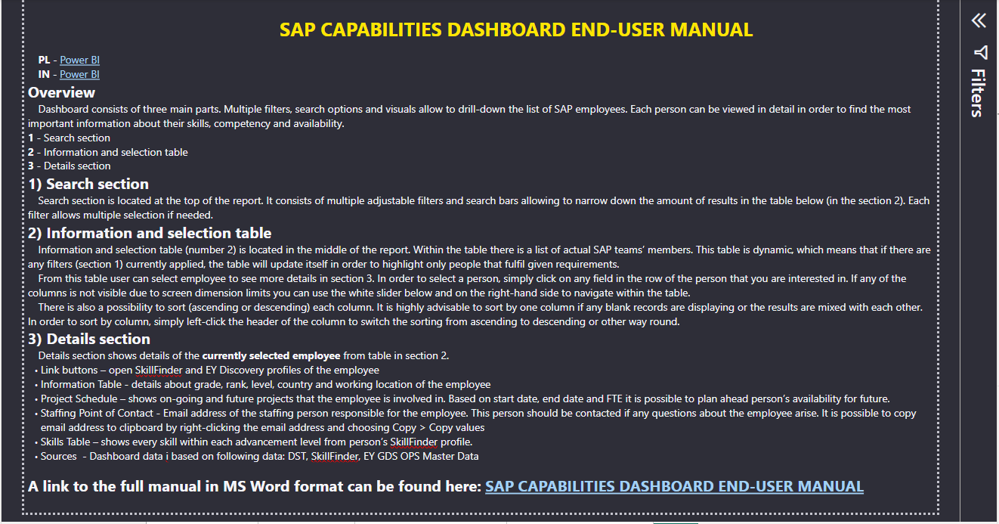 SAP CAPABILITIES DASHBOARD END-USER MANUAL
PL - Power BI
IN - Power BI
Overview
Dashboard consists of three main parts. Multiple filters, search options and visuals allow to drill-down the list of SAP employees. Each person can be viewed in detail in order to find the most
important information about their skills, competency and availability.
1 - Search section
2 - Information and selection table
3 - Details section
1) Search section
Search section is located at the top of the report. It consists of multiple adjustable filters and search bars allowing to narrow down the amount of results in the table below (in the section 2). Each
filter allows multiple selection if needed.
2) Information and selection table
Information and selection table (number 2) is located in the middle of the report. Within the table there is a list of actual SAP teams’ members. This table is dynamic, which means that if there are
any filters (section 1) currently applied, the table will update itself in order to highlight only people that fulfil given requirements.
From this table user can select employee to see more details in section 3. In order to select a person, simply click on any field in the row of the person that you are interested in. If any of the
columns is not visible due to screen dimension limits you can use the white slider below and on the right-hand side to navigate within the table.
There is also a possibility to sort (ascending or descending) each column. It is highly advisable to sort by one column if any blank records are displaying or the results are mixed with each other.
In order to sort by column, simply left-click the header of the column to switch the sorting from ascending to descending or other way round.
3) Details section
Details section shows details of the currently selected employee from table in section 2.
• Link buttons – open SkillFinder and EY Discovery profiles of the employee
• Information Table - details about grade, rank, level, country and working location of the employee
• Project Schedule – shows on-going and future projects that the employee is involved in. Based on start date, end date and FTE it is possible to plan ahead person’s availability for future.
• Staffing Point of Contact - Email address of the staffing person responsible for the employee. This person should be contacted if any questions about the employee arise. It is possible to copy
email address to clipboard by right-clicking the email address and choosing Copy > Copy values
• Skills Table – shows every skill within each advancement level from person’s SkillFinder profile.
• Sources - Dashboard data i based on following data: DST, SkillFinder, EY GDS OPS Master Data
A link to the full manual in MS Word format can be found here: SAP CAPABILITIES DASHBOARD END-USER MANUAL
Filters